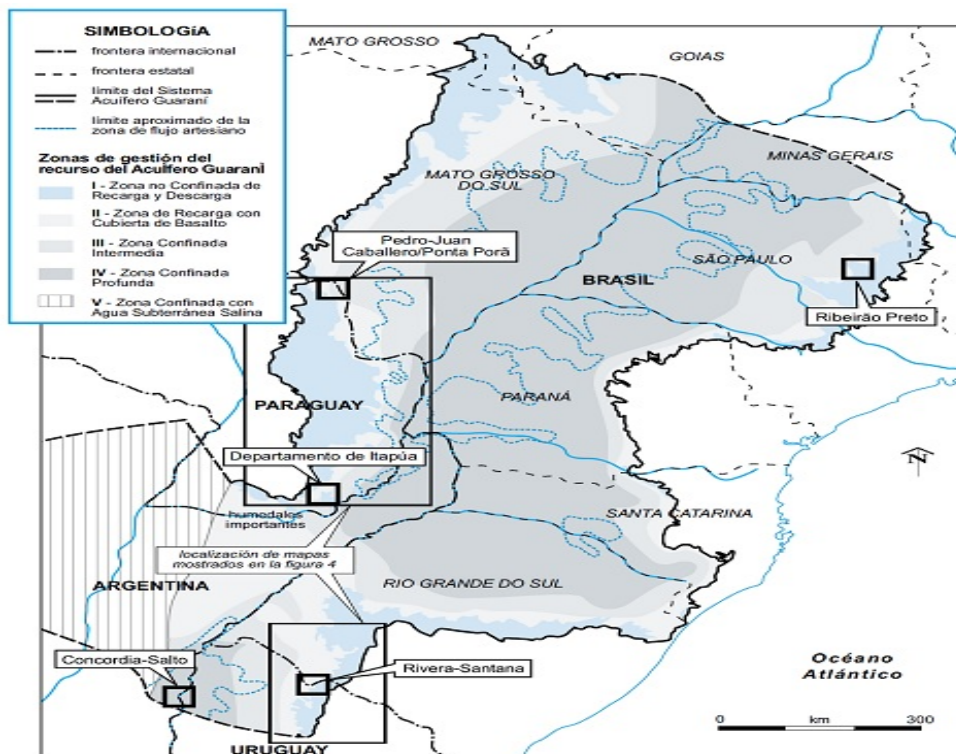 SIMBOLOGíA
frontera internacional
frontera estatal
límite del Sistema
Acuífero Guaraní
límite aproximado de la
zona de flujo artesiano
Zonas de gestión del
recurso del Acuífero Guaraní
I - Zona no Confinada de
Recarga y Descarga
II - Zona de Recarga con
Cubierta de Basalto
III - Zona Confinada
Intermedia
IV - Zona Confinada
Profunda
V - Zona Confinada con
Agua Subterránea Salina
MATO GROSSO
GOIAS
MINAS GERAIS
MATO GROSSO
DO SUL
Pedro-Juan
Caballero/Ponta Porã
SÃO PAULO
BRASIL
Ribeirão Preto
PARAGUAY
PARANÁ
Departamento de Itapúa
N
humedales
importantes
SANTA CATARINA
localización de mapas
mostrados en la figura 4
ARGENTINA
RIO GRANDE DO SUL
Concordia-Salto
Rivera-Santana
Océano
Atlántico
0 km 300
URUGUAY